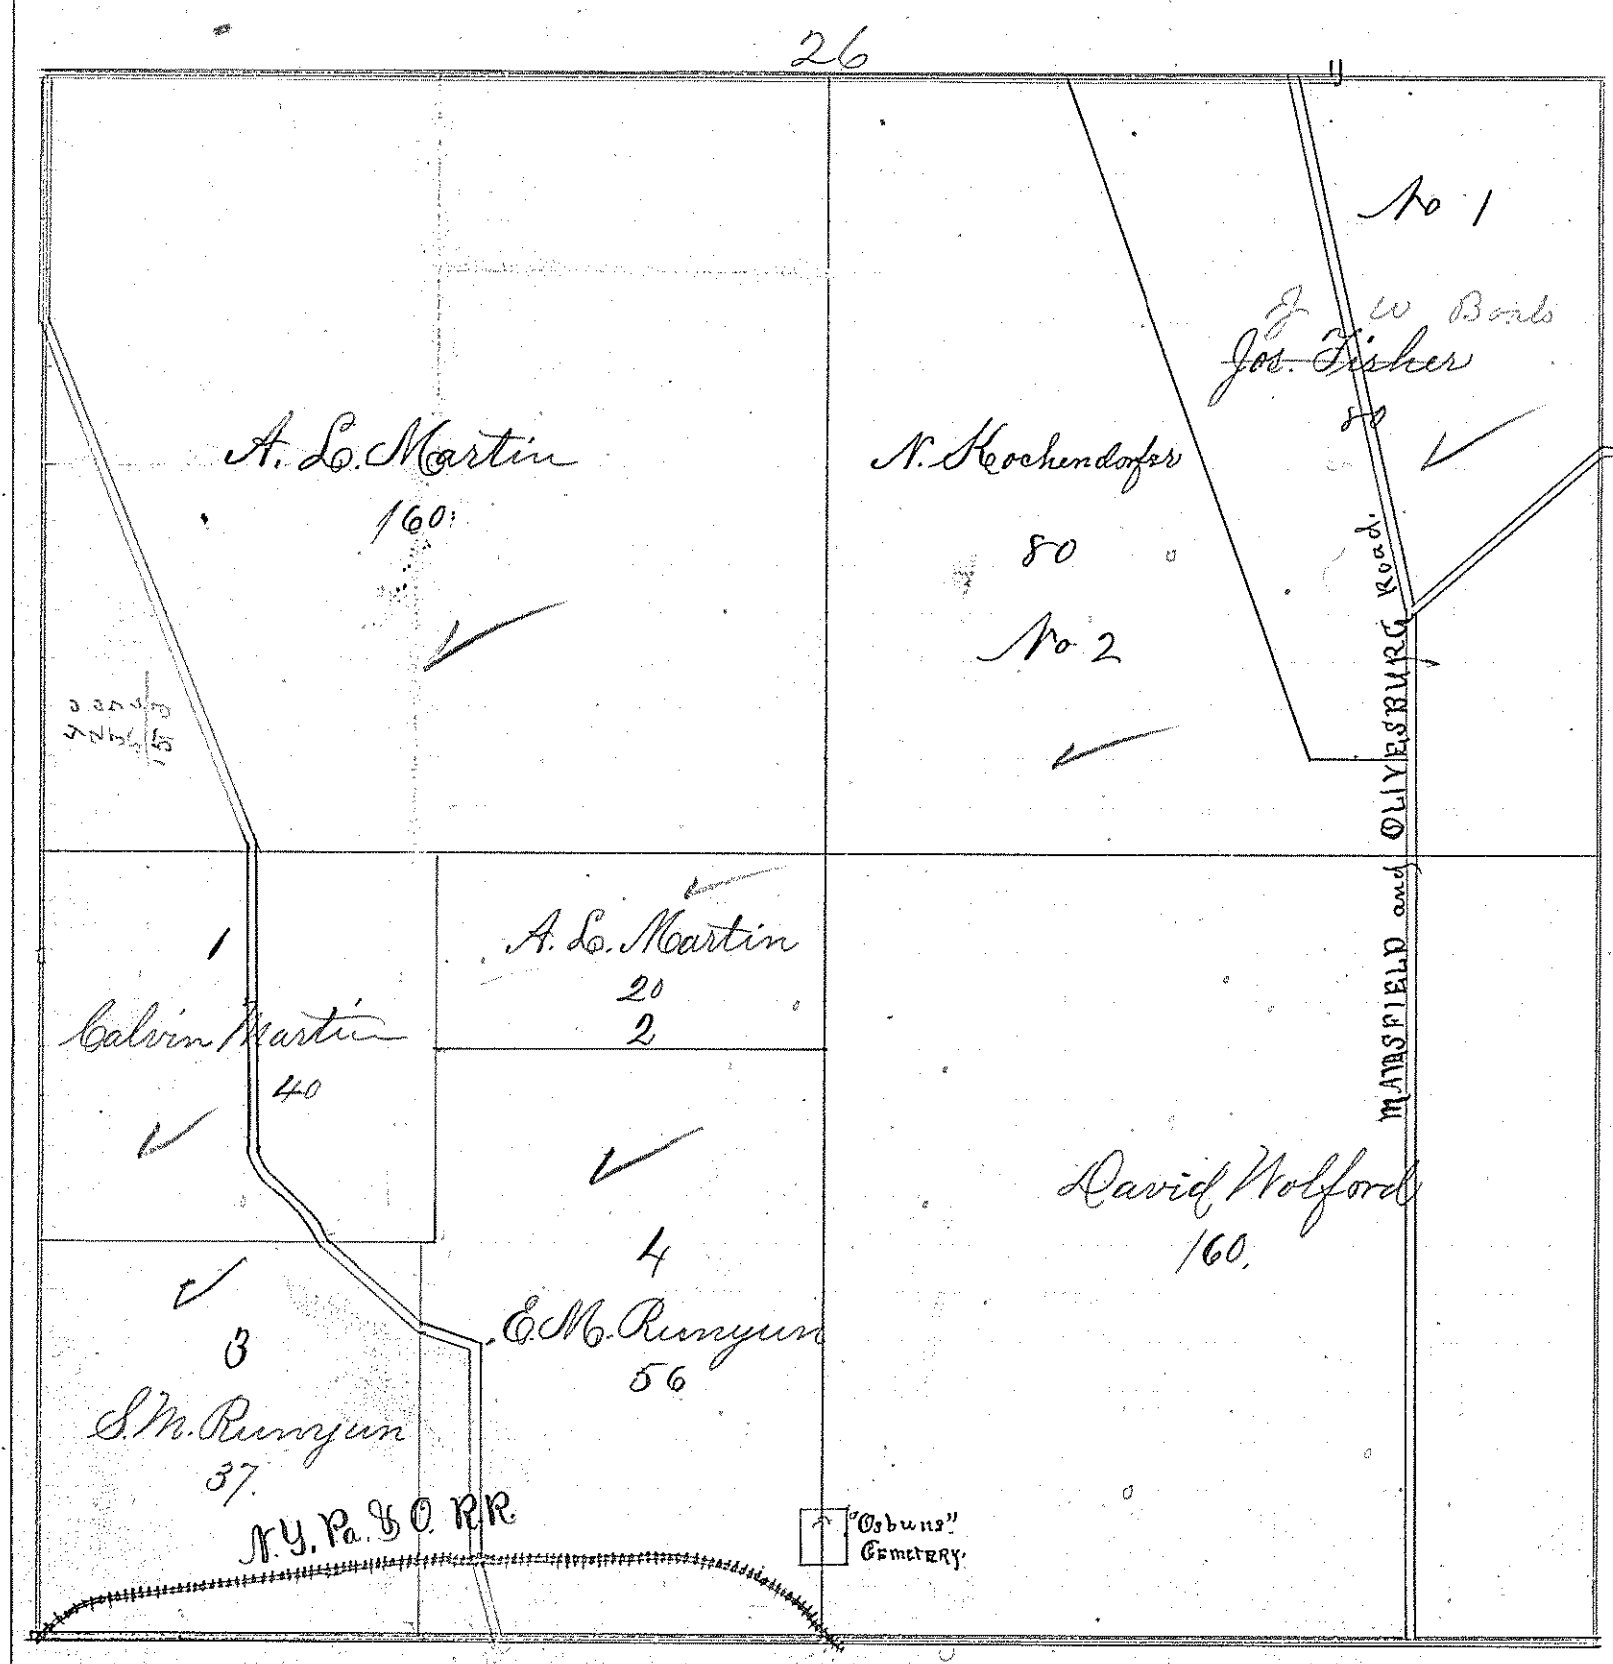 26
No 1
J W
Jos. Fisher
80
A. L. Martin
160.
N. Kochendorfer
80
No 2
MANSFIELD and OLIVESBURG Road.
1
Calvin Martin
40
A. L. Martin
20
2
4
E. M. Runyun
56
David Wolford
160.
3
S. M. Runyun
37.
N. Y. Pa. & O. R R.
"Osbuns"
CEMETERY.